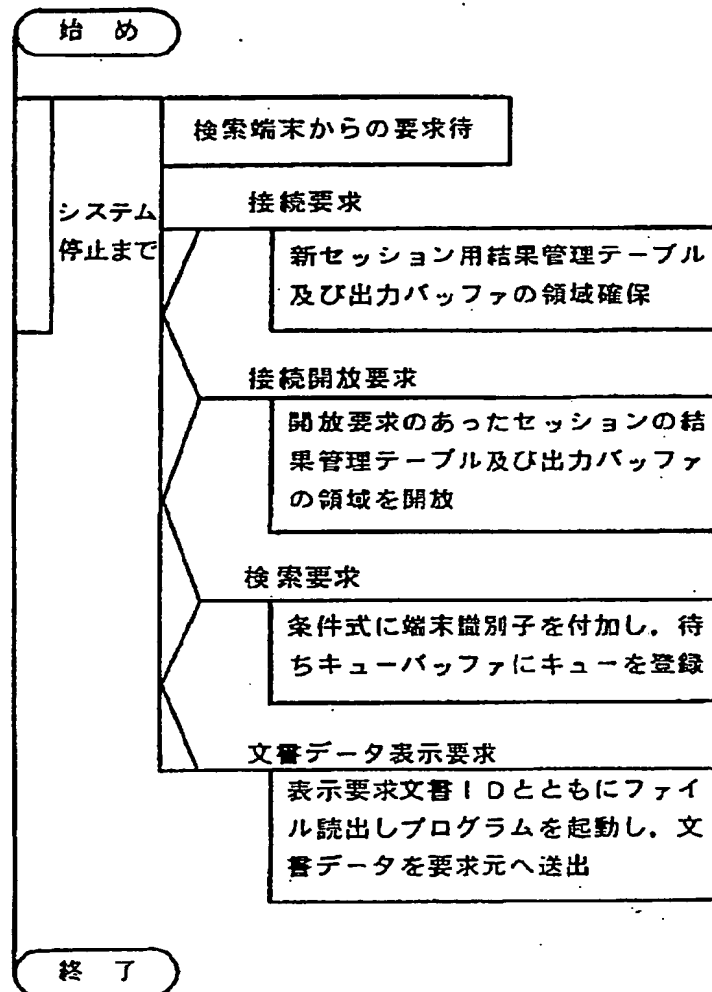 始め
検索端末からの要求待
システム
停止まで
接続要求
新セッション用結果管理テーブル
及び出力バッファの領域確保
接続開放要求
開放要求のあったセッションの結
果管理テーブル及び出力バッファ
の領域を開放
検索要求
条件式に端末識別子を付加し，待
ちキューバッファにキューを登録
文書データ表示要求
表示要求文書IDとともにファイ
ル読出しプログラムを起動し，文
書データを要求元へ送出
終了